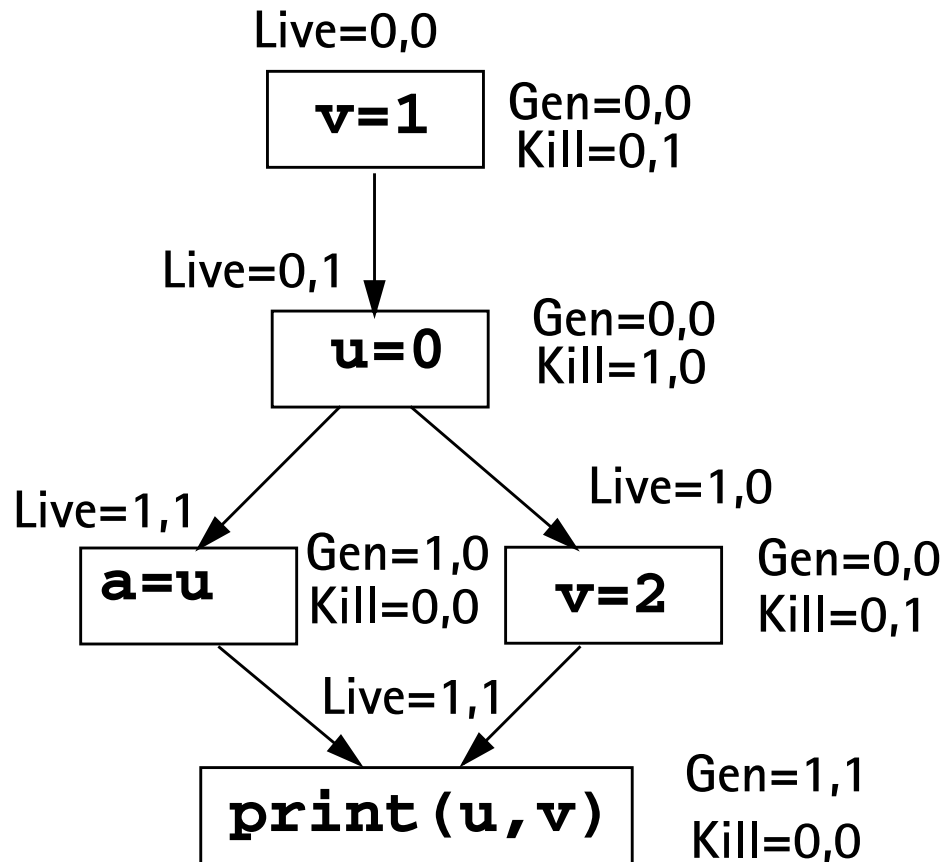 Live=0,0
v=1
Gen=0,0
Kill=0,1
Live=0,1
u=0
Gen=0,0
Kill=1,0
Live=1,1
a=u
Gen=1,0
Kill=0,0
Live=1,0
v=2
Gen=0,0
Kill=0,1
Live=1,1
print(u,v)
Gen=1,1
Kill=0,0